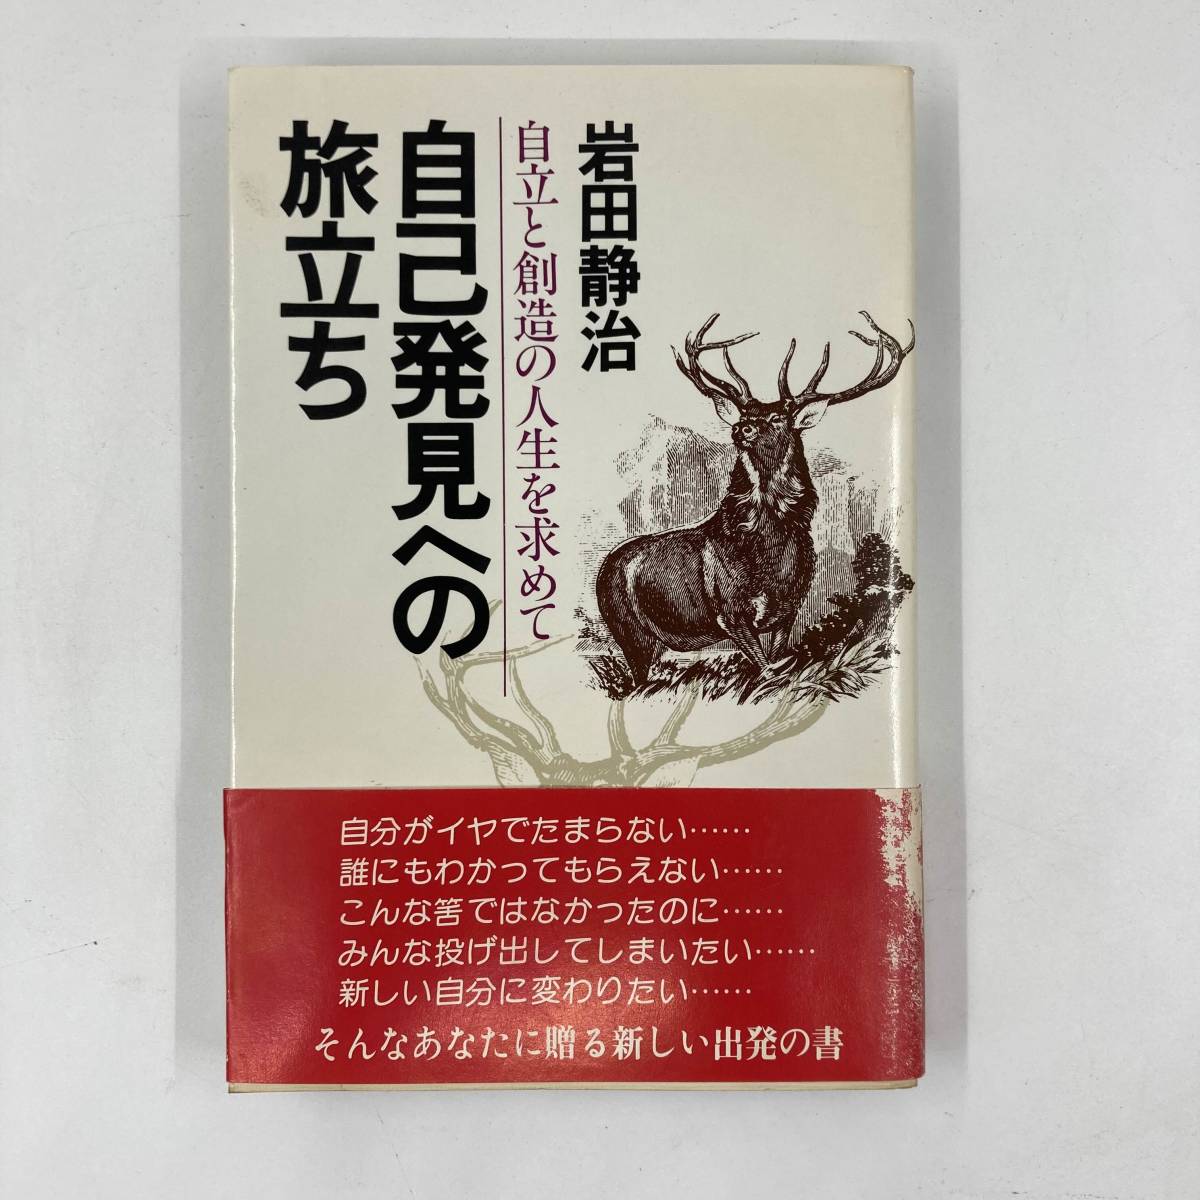 岩田静治
自立と創造の人生を求めて
自己発見への
旅立ち
自分がイヤでたまらない……
誰にもわかってもらえない……
こんな筈ではなかったのに……
みんな投げ出してしまいたい……
新しい自分に変わりたい……
そんなあなたに贈る新しい出発の書